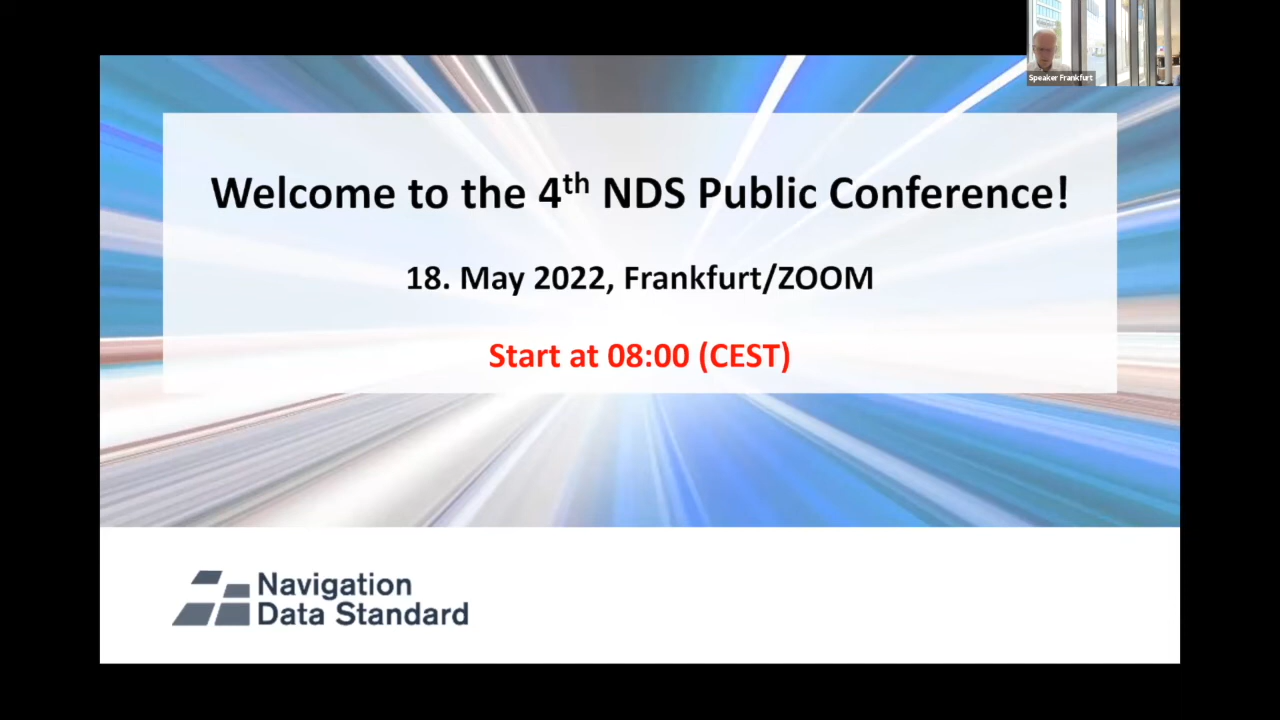 Speaker Frankfurt
Welcome to the 4th NDS Public Conference!
18. May 2022, Frankfurt/ZOOM
Start at 08:00 (CEST)
Navigation
Data Standard